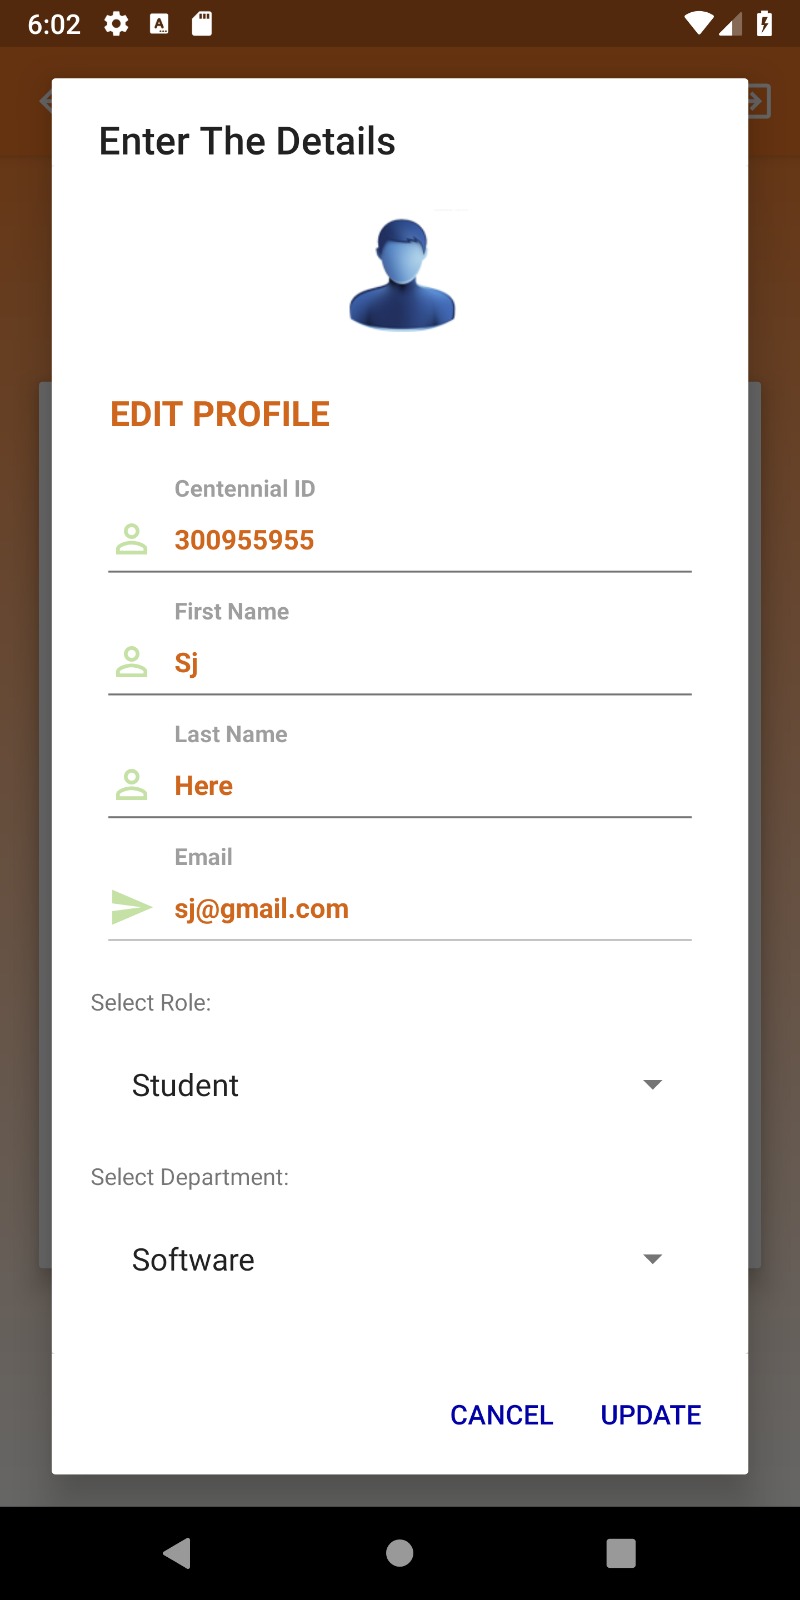 6:02
Enter The Details
EDIT PROFILE
Centennial ID
300955955
First Name
Sj
Last Name
Here
Email
sj@gmail.com
Select Role:
Student
Select Department:
Software
CANCEL UPDATE